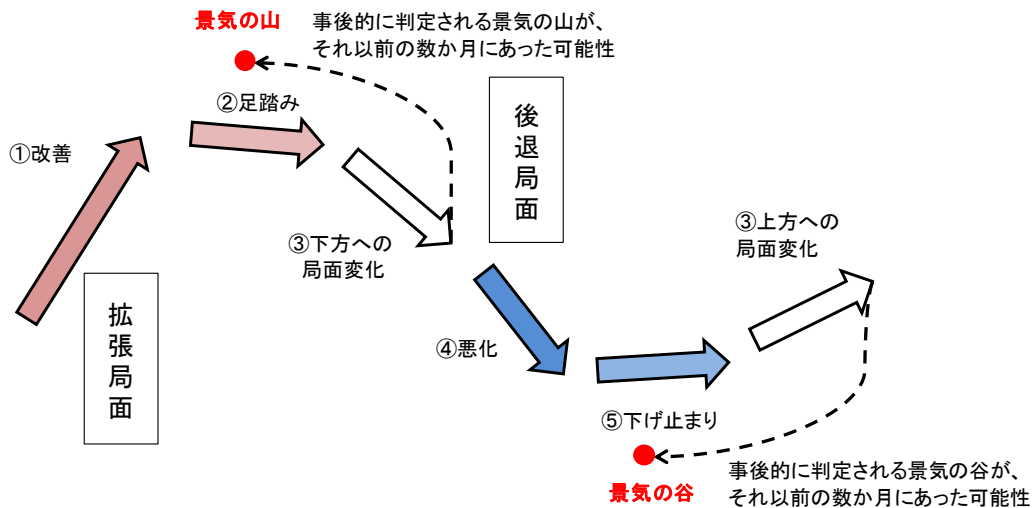 景気の山
事後的に判定される景気の山が、
それ以前の数か月にあった可能性
②足踏み
①改善
後退局面
③下方への
局面変化
③上方への
局面変化
拡張局面
④悪化
⑤下げ止まり
景気の谷
事後的に判定される景気の谷が、
それ以前の数か月にあった可能性